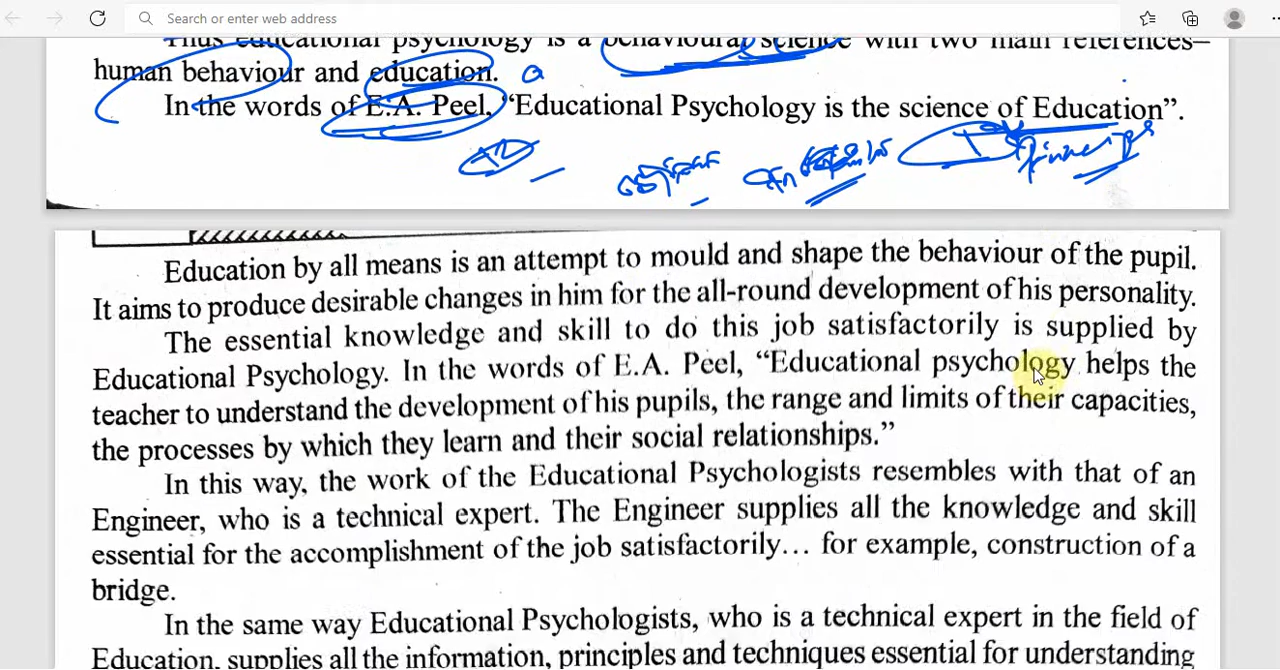 Search or enter web address
Thus educational psychology is a behavioural science with two main references–
human behaviour and education.
In the words of E.A. Peel, “Educational Psychology is the science of Education”.
Education by all means is an attempt to mould and shape the behaviour of the pupil.
It aims to produce desirable changes in him for the all-round development of his personality.
The essential knowledge and skill to do this job satisfactorily is supplied by
Educational Psychology. In the words of E.A. Peel, “Educational psychology helps the
teacher to understand the development of his pupils, the range and limits of their capacities,
the processes by which they learn and their social relationships.”
In this way, the work of the Educational Psychologists resembles with that of an
Engineer, who is a technical expert. The Engineer supplies all the knowledge and skill
essential for the accomplishment of the job satisfactorily... for example, construction of a
bridge.
In the same way Educational Psychologists, who is a technical expert in the field of
Education, supplies all the information, principles and techniques essential for understanding